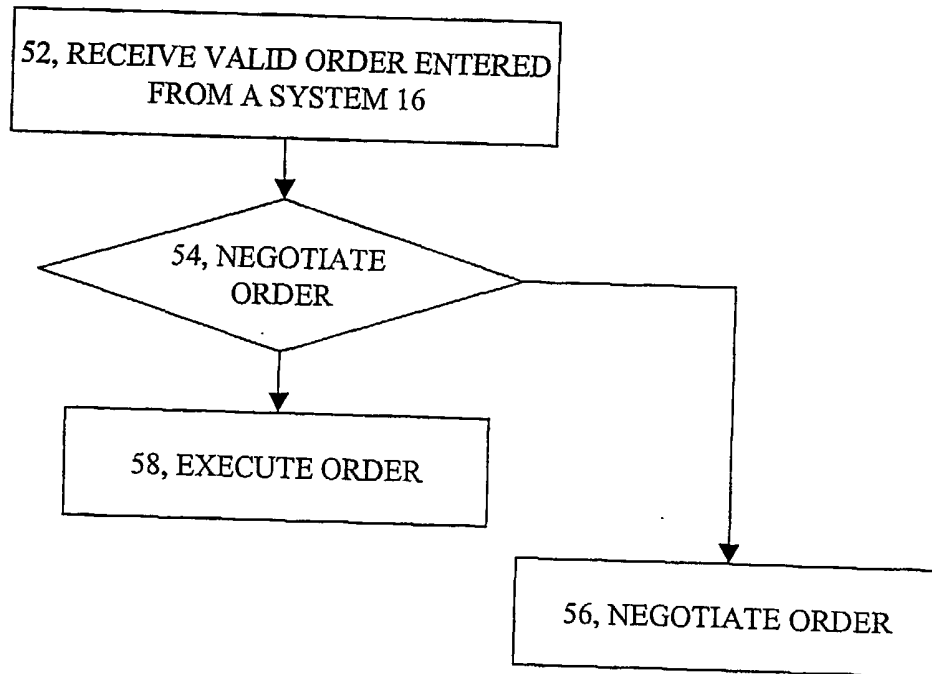 52, RECEIVE VALID ORDER ENTERED
FROM A SYSTEM 16
54, NEGOTIATE
ORDER
58, EXECUTE ORDER
56, NEGOTIATE ORDER